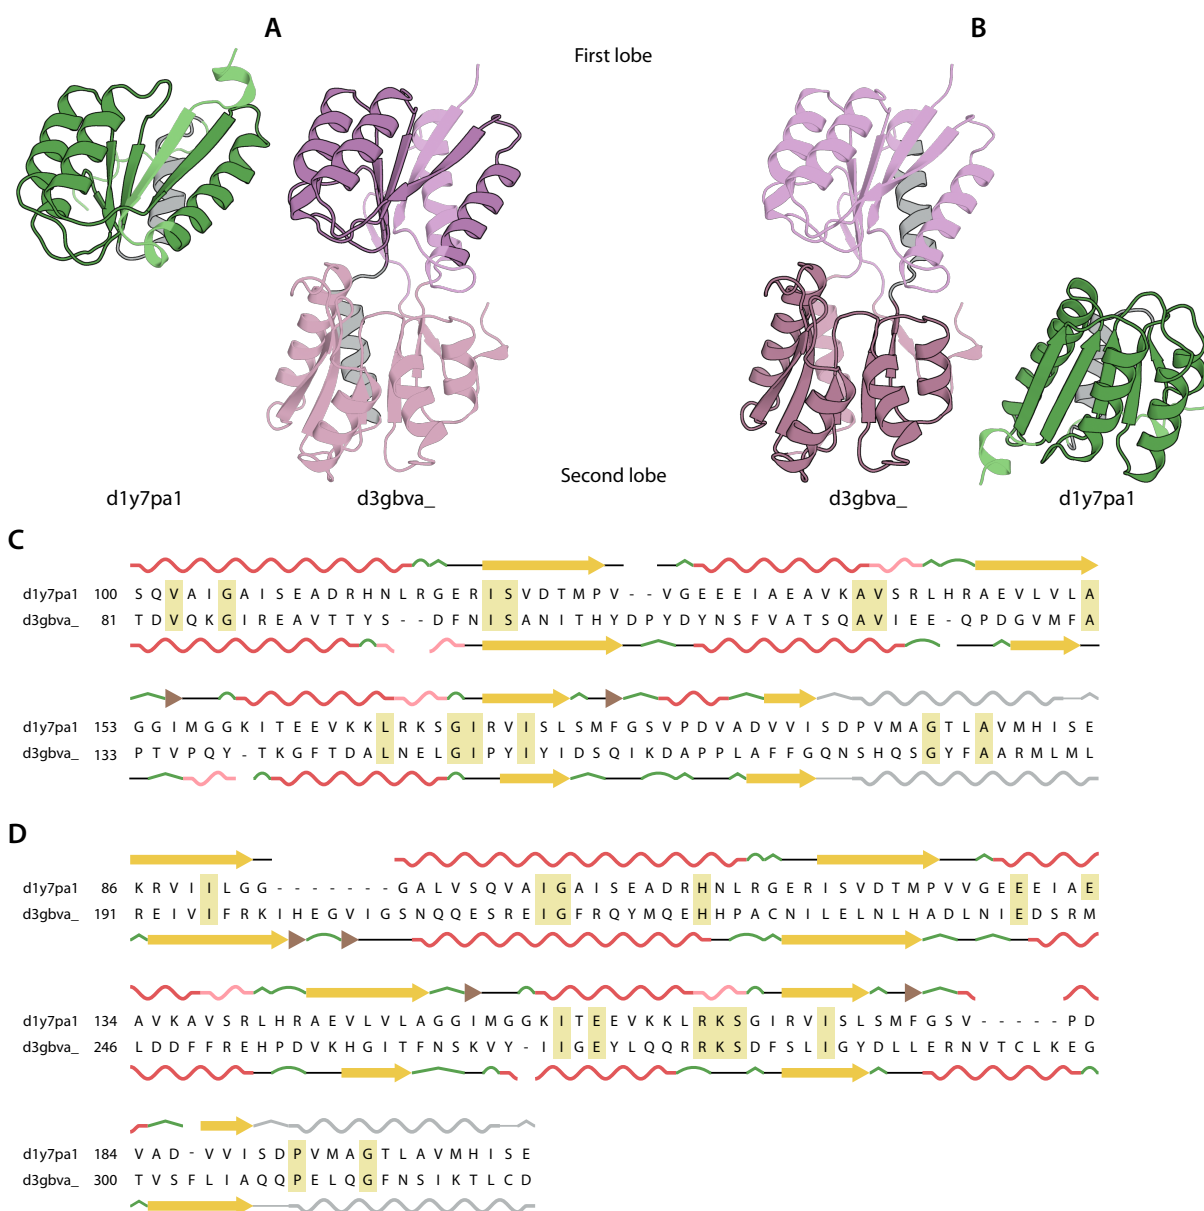 A
B
First lobe
Second lobe
d1y7pa1
d3gbva_
d3gbva_
d1y7pa1
C
d1y7pa1 100 S Q V A I G A I S E A D R H N L R G E R I S V D T M P V - - V G E E E I A E A V K A V S R L H R A E V L V L A
d3gbva_ 81 T D V Q K G I R E A V T T Y S - - D F N I S A N I T H Y D P Y D Y N S F V A T S Q A V I E E - Q P D G V M F A
d1y7pa1 153 G G I M G G K I T E E V K K L R K S G I R V I S L S M F G S V P D V A D V V I S D P V M A G T L A V M H I S E
d3gbva_ 133 P T V P Q Y - T K G F T D A L N E L G I P Y I Y I D S Q I K D A P P L A F F G Q N S H Q S G Y F A A R M L M L
D
d1y7pa1 86 K R V I I L G G - - - - - - - G A L V S Q V A I G A I S E A D R H N L R G E R I S V D T M P V V G E E E I A E
d3gbva_ 191 R E I V I F R K I H E G V I G S N Q Q E S R E I G F R Q Y M Q E H H P A C N I L E L N L H A D L N I E D S R M
d1y7pa1 134 A V K A V S R L H R A E V L V L A G G I M G G K I T E E V K K L R K S G I R V I S L S M F G S V - - - - - P D
d3gbva_ 246 L D D F F R E H P D V K H G I T F N S K V Y - I I G E Y L Q Q R R K S D F S L I G Y D L L E R N V T C L K E G
d1y7pa1 184 V A D - V V I S D P V M A G T L A V M H I S E
d3gbva_ 300 T V S F L I A Q Q P E L Q G F N S I K T L C D